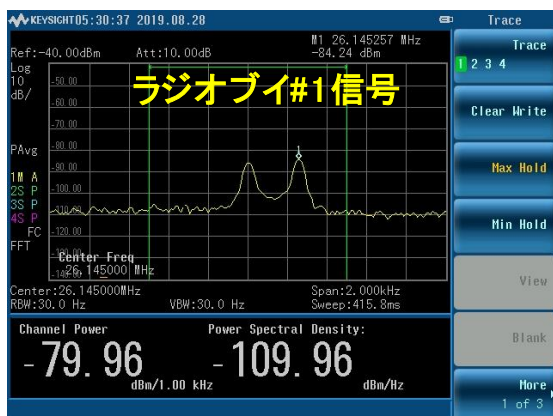 KEYSIGHT 05:30:37 2019.08.28
Trace
Ref:-40.00dBm Att:10.00dB
M1 26.145257 MHz
-84.24 dBm
Log
10
dB/
-50.00
-60.00
-70.00
-80.00
-90.00
-100.00
-120.00
ラジオブイ#1信号
PAvg
1M A
2S P
3S P
4S P
FC
FFT
1
Center Freq
26.145000 MHz
Center:26.145000MHz Span:2.000kHz
RBW:30.0 Hz VBW:30.0 Hz Sweep:415.8ms
Channel Power Power Spectral Density:
-79.96 -109.96
dBm/1.00 kHz dBm/Hz
Trace
1 2 3 4
Clear Write
Max Hold
Min Hold
View
Blank
More
1 of 3